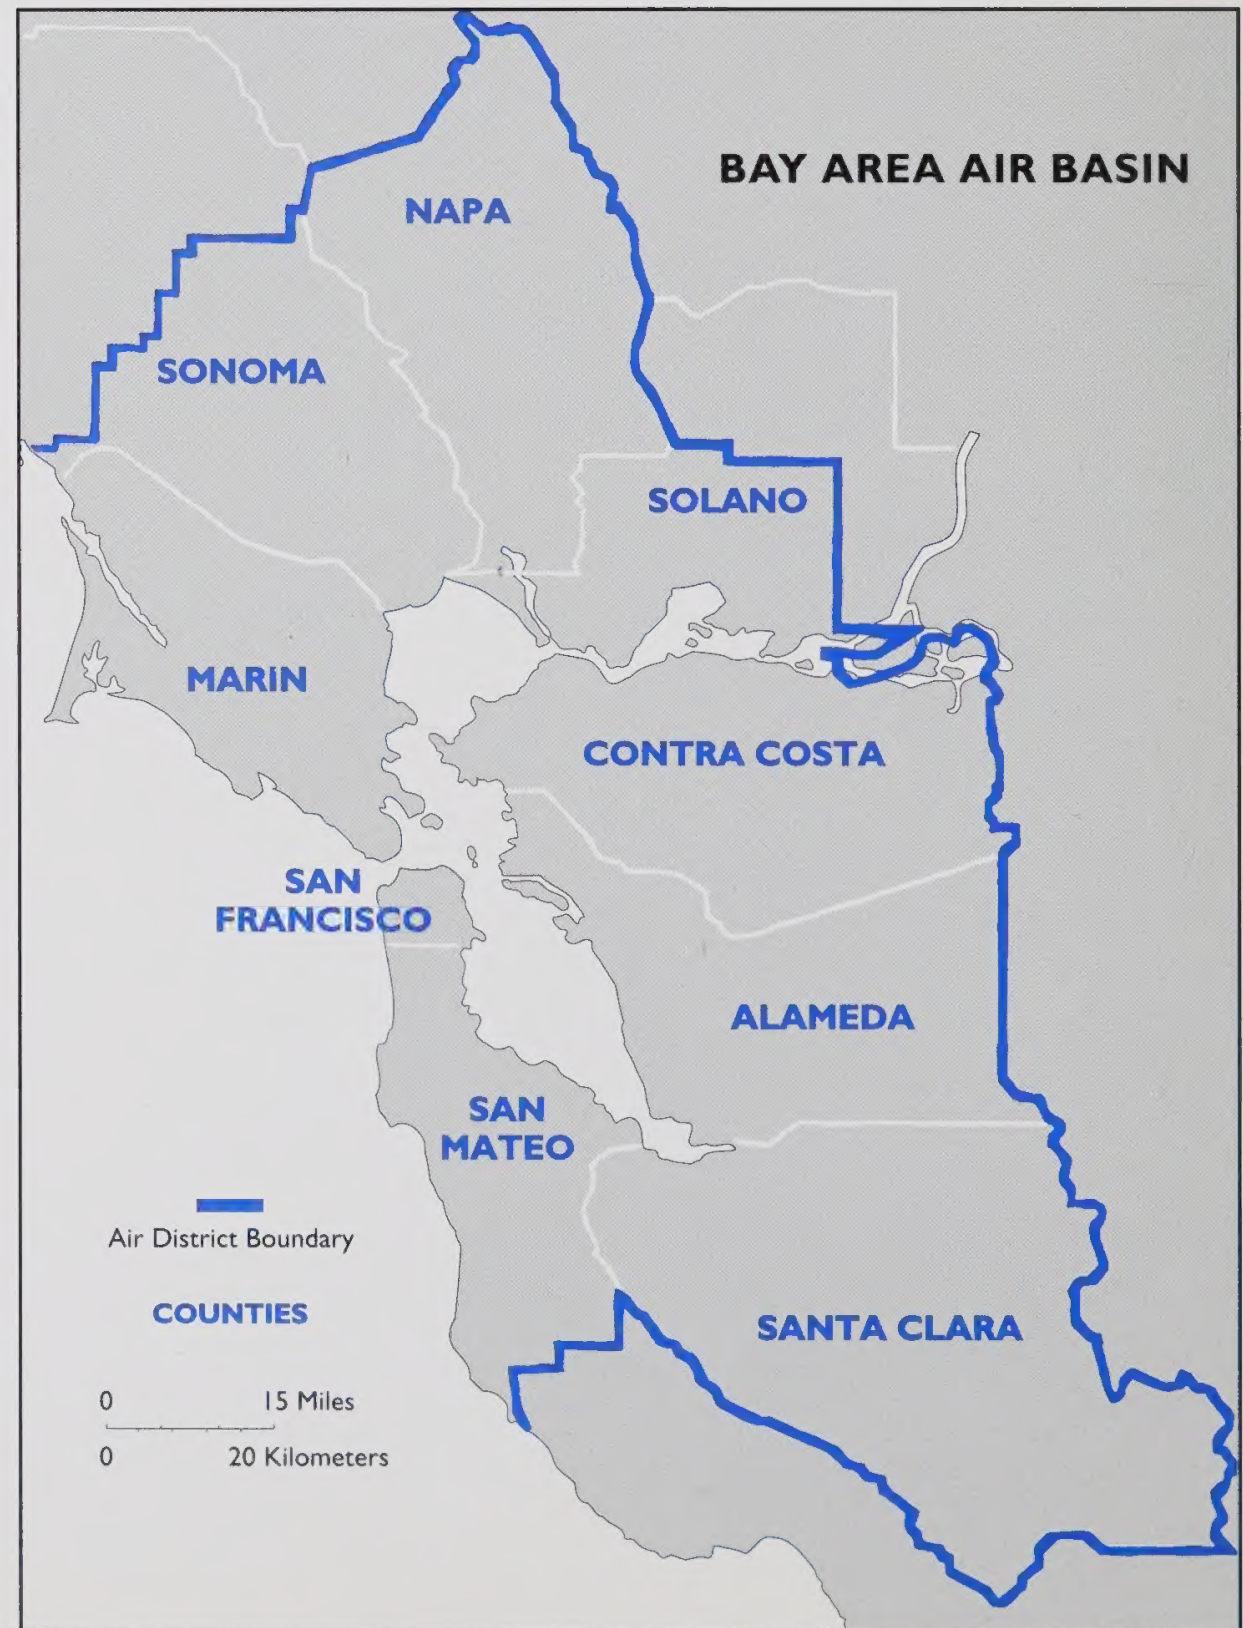 BAY AREA AIR BASIN
NAPA
SONOMA
SOLANO
MARIN
CONTRA COSTA
SAN
FRANCISCO
ALAMEDA
SAN
MATEO
Air District Boundary
COUNTIES
SANTA CLARA
0 15 Miles
0 20 Kilometers